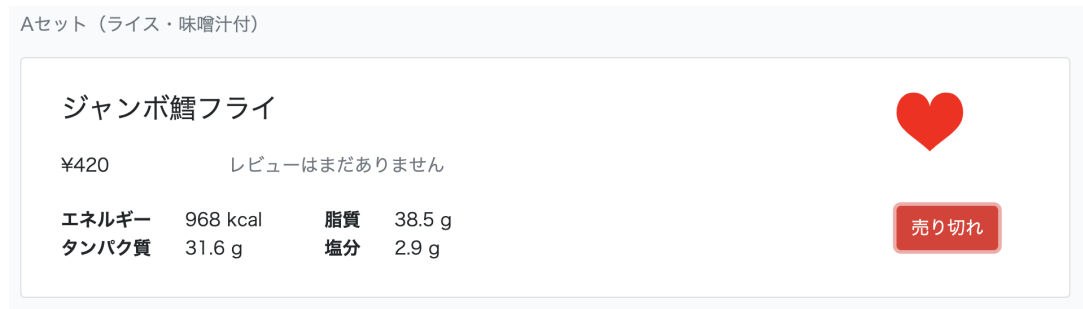 Aセット（ライス・味噌汁付）
ジャンボ鱈フライ
¥420 レビューはまだありません
エネルギー 968 kcal 脂質 38.5 g
タンパク質 31.6 g 塩分 2.9 g
売り切れ